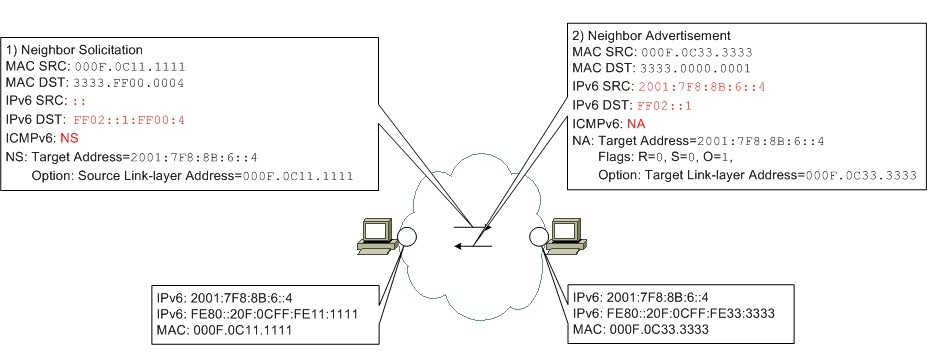 1) Neighbor Solicitation
MAC SRC: 000F.0C11.1111
MAC DST: 3333.FF00.0004
IPv6 SRC: ::
IPv6 DST: FF02::1:FF00:4
ICMPv6: NS
NS: Target Address=2001:7F8:8B:6::4
Option: Source Link-layer Address=000F.0C11.1111
2) Neighbor Advertisement
MAC SRC: 000F.0C33.3333
MAC DST: 3333.0000.0001
IPv6 SRC: 2001:7F8:8B:6::4
IPv6 DST: FF02::1
ICMPv6: NA
NA: Target Address=2001:7F8:8B:6::4
Flags: R=0, S=0, O=1,
Option: Target Link-layer Address=000F.0C33.3333
IPv6: 2001:7F8:8B:6::4
IPv6: FE80::20F:0CFF:FE11:1111
MAC: 000F.0C11.1111
IPv6: 2001:7F8:8B:6::4
IPv6: FE80::20F:0CFF:FE33:3333
MAC: 000F.0C33.3333